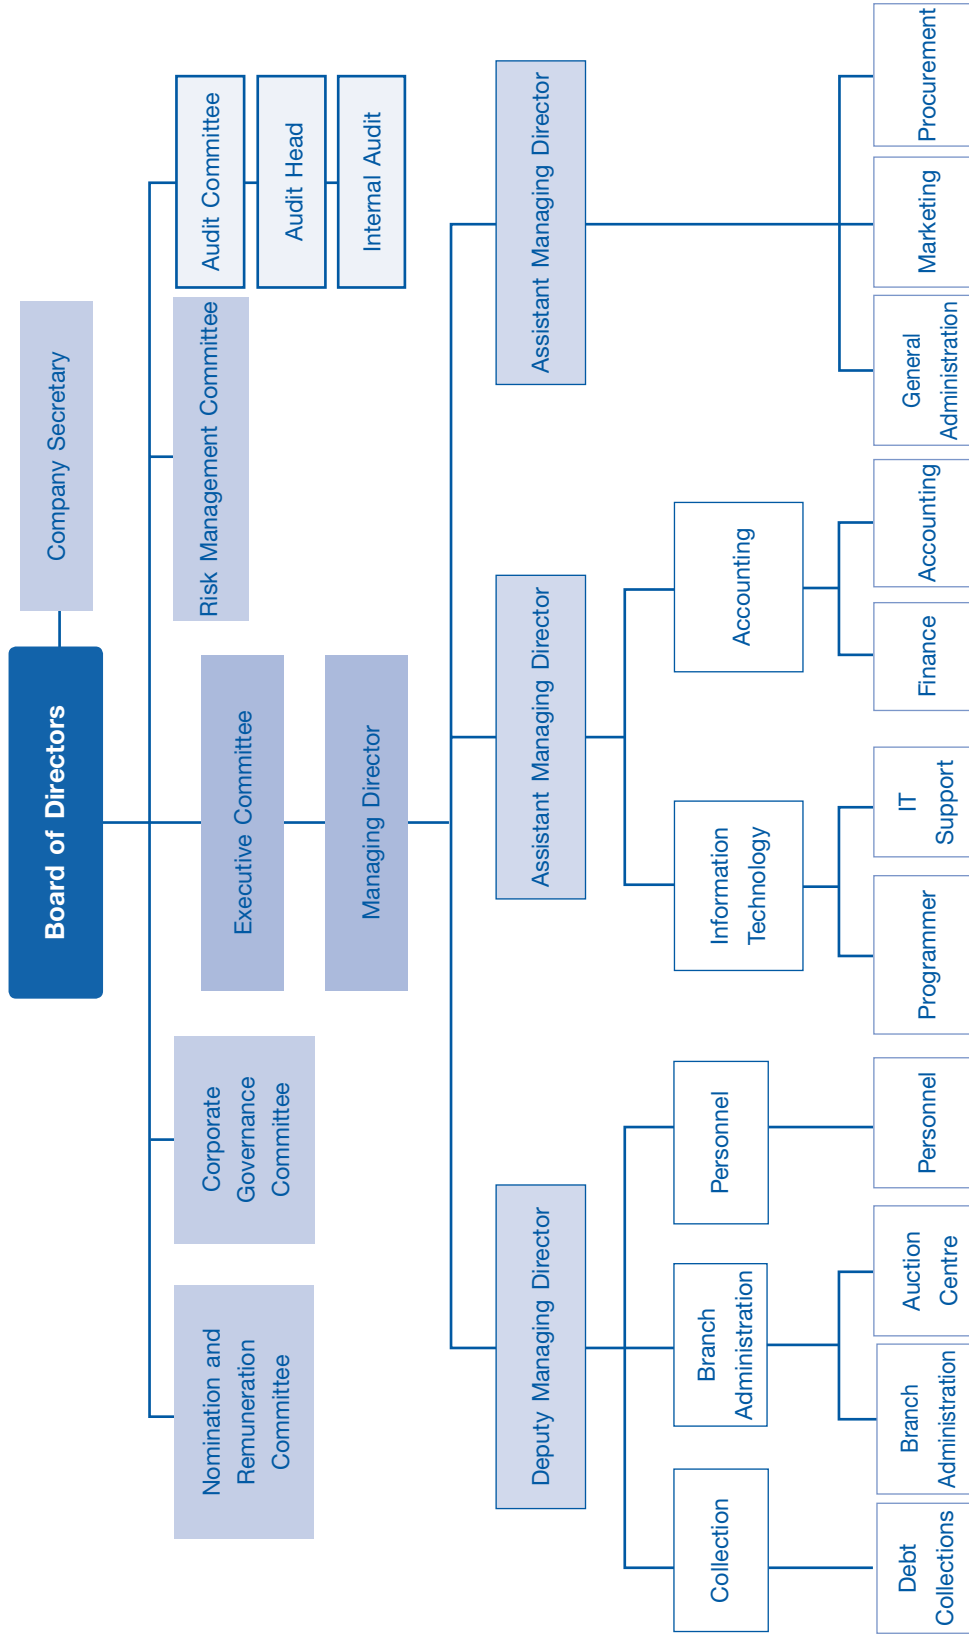 Board of Directors
Company Secretary
Nomination and
Remuneration
Committee
Corporate
Governance
Committee
Executive Committee
Risk Management Committee
Audit Committee
Audit Head
Internal Audit
Managing Director
Deputy Managing Director
Assistant Managing Director
Assistant Managing Director
Collection
Branch
Administration
Personnel
Information
Technology
Accounting
Debt
Collections
Branch
Administration
Auction
Centre
Personnel
Programmer
IT
Support
Finance
Accounting
General
Administration
Marketing
Procurement